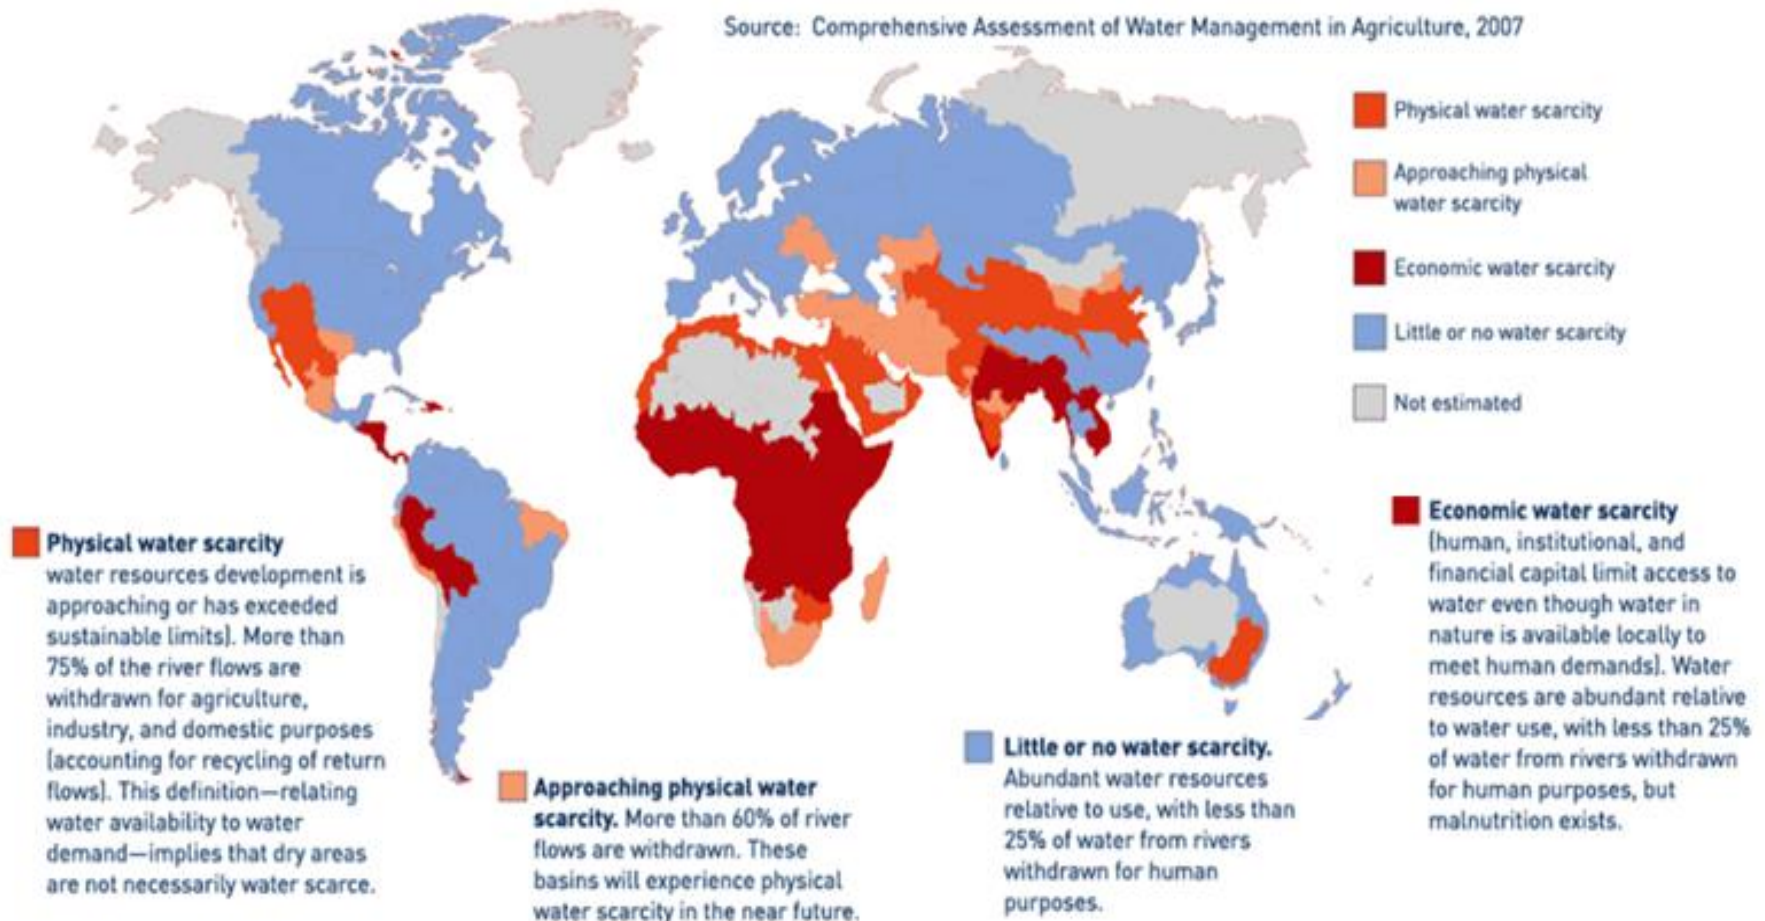 Source: Comprehensive Assessment of Water Management in Agriculture, 2007
Physical water scarcity
Approaching physical
water scarcity
Economic water scarcity
Little or no water scarcity
Not estimated
Physical water scarcity
water resources development is
approaching or has exceeded
sustainable limits). More than
75% of the river flows are
withdrawn for agriculture,
industry, and domestic purposes
(accounting for recycling of return
flows). This definition—relating
water availability to water
demand—implies that dry areas
are not necessarily water scarce.
Approaching physical water
scarcity. More than 60% of river
flows are withdrawn. These
basins will experience physical
water scarcity in the near future.
Little or no water scarcity.
Abundant water resources
relative to use, with less than
25% of water from rivers
withdrawn for human
purposes.
Economic water scarcity
(human, institutional, and
financial capital limit access to
water even though water in
nature is available locally to
meet human demands). Water
resources are abundant relative
to water use, with less than 25%
of water from rivers withdrawn
for human purposes, but
malnutrition exists.